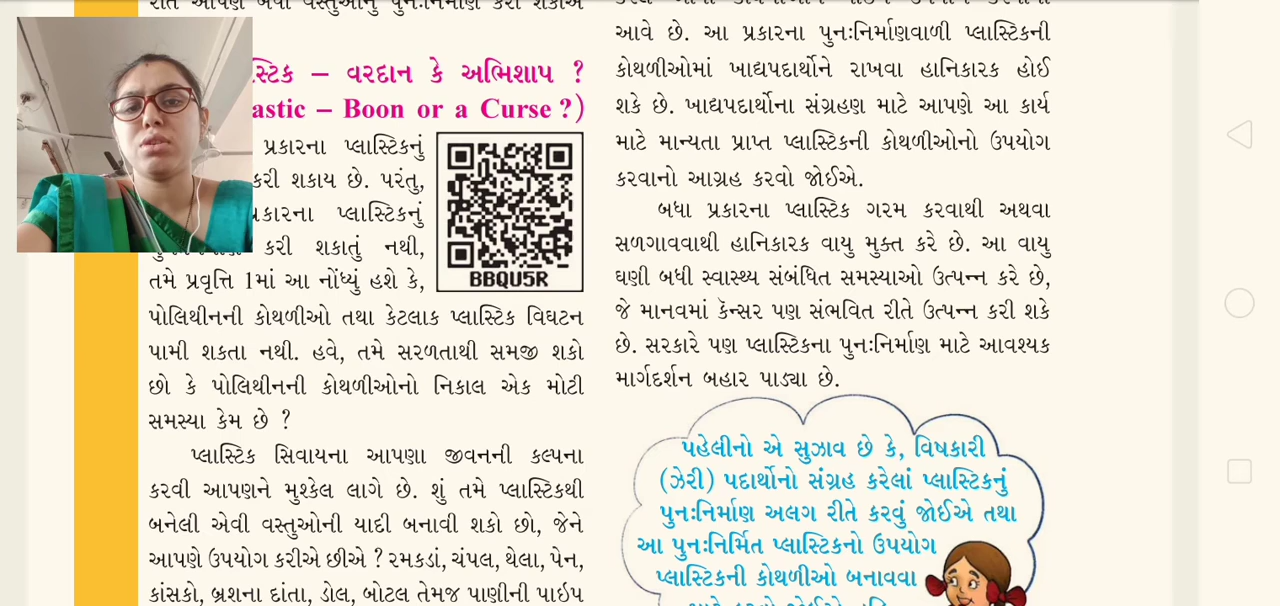 રીતે આપણે બધી વસ્તુઓનું પુનઃનિર્માણ કરી શકીએ
સ્ટિક – વરદાન કે અભિશાપ ?
astic – Boon or a Curse ?)
પ્રકારના પ્લાસ્ટિકનું
કરી શકાય છે. પરંતુ,
પ્રકારના પ્લાસ્ટિકનું
કરી શકાતું નથી,
તમે પ્રવૃત્તિ 1માં આ નોંધ્યું હશે કે,
BBQU5R
પોલિથીનની કોથળીઓ તથા કેટલાક પ્લાસ્ટિક વિઘટન
પામી શકતા નથી. હવે, તમે સરળતાથી સમજી શકો
છો કે પોલિથીનની કોથળીઓનો નિકાલ એક મોટી
સમસ્યા કેમ છે ?
પ્લાસ્ટિક સિવાયના આપણા જીવનની કલ્પના
કરવી આપણને મુશ્કેલ લાગે છે. શું તમે પ્લાસ્ટિકથી
બનેલી એવી વસ્તુઓની યાદી બનાવી શકો છો, જેને
આપણે ઉપયોગ કરીએ છીએ ? રમકડાં, ચંપલ, થેલા, પેન,
કાંસકો, બ્રશના દાંતા, ડોલ, બોટલ તેમજ પાણીની પાઇપ
આવે છે. આ પ્રકારના પુનઃનિર્માણવાળી પ્લાસ્ટિકની
કોથળીઓમાં ખાદ્યપદાર્થોને રાખવા હાનિકારક હોઈ
શકે છે. ખાદ્યપદાર્થોના સંગ્રહણ માટે આપણે આ કાર્ય
માટે માન્યતા પ્રાપ્ત પ્લાસ્ટિકની કોથળીઓનો ઉપયોગ
કરવાનો આગ્રહ કરવો જોઈએ.
બધા પ્રકારના પ્લાસ્ટિક ગરમ કરવાથી અથવા
સળગાવવાથી હાનિકારક વાયુ મુક્ત કરે છે. આ વાયુ
ઘણી બધી સ્વાસ્થ્ય સંબંધિત સમસ્યાઓ ઉત્પન્ન કરે છે,
જે માનવમાં કૅન્સર પણ સંભવિત રીતે ઉત્પન્ન કરી શકે
છે. સરકારે પણ પ્લાસ્ટિકના પુનઃનિર્માણ માટે આવશ્યક
માર્ગદર્શન બહાર પાડ્યા છે.
પહેલીનો એ સુઝાવ છે કે, વિષકારી
(ઝેરી) પદાર્થોનો સંગ્રહ કરેલાં પ્લાસ્ટિકનું
પુનઃનિર્માણ અલગ રીતે કરવું જોઈએ તથા
આ પુનઃનિર્મિત પ્લાસ્ટિકનો ઉપયોગ
પ્લાસ્ટિકની કોથળીઓ બનાવવા